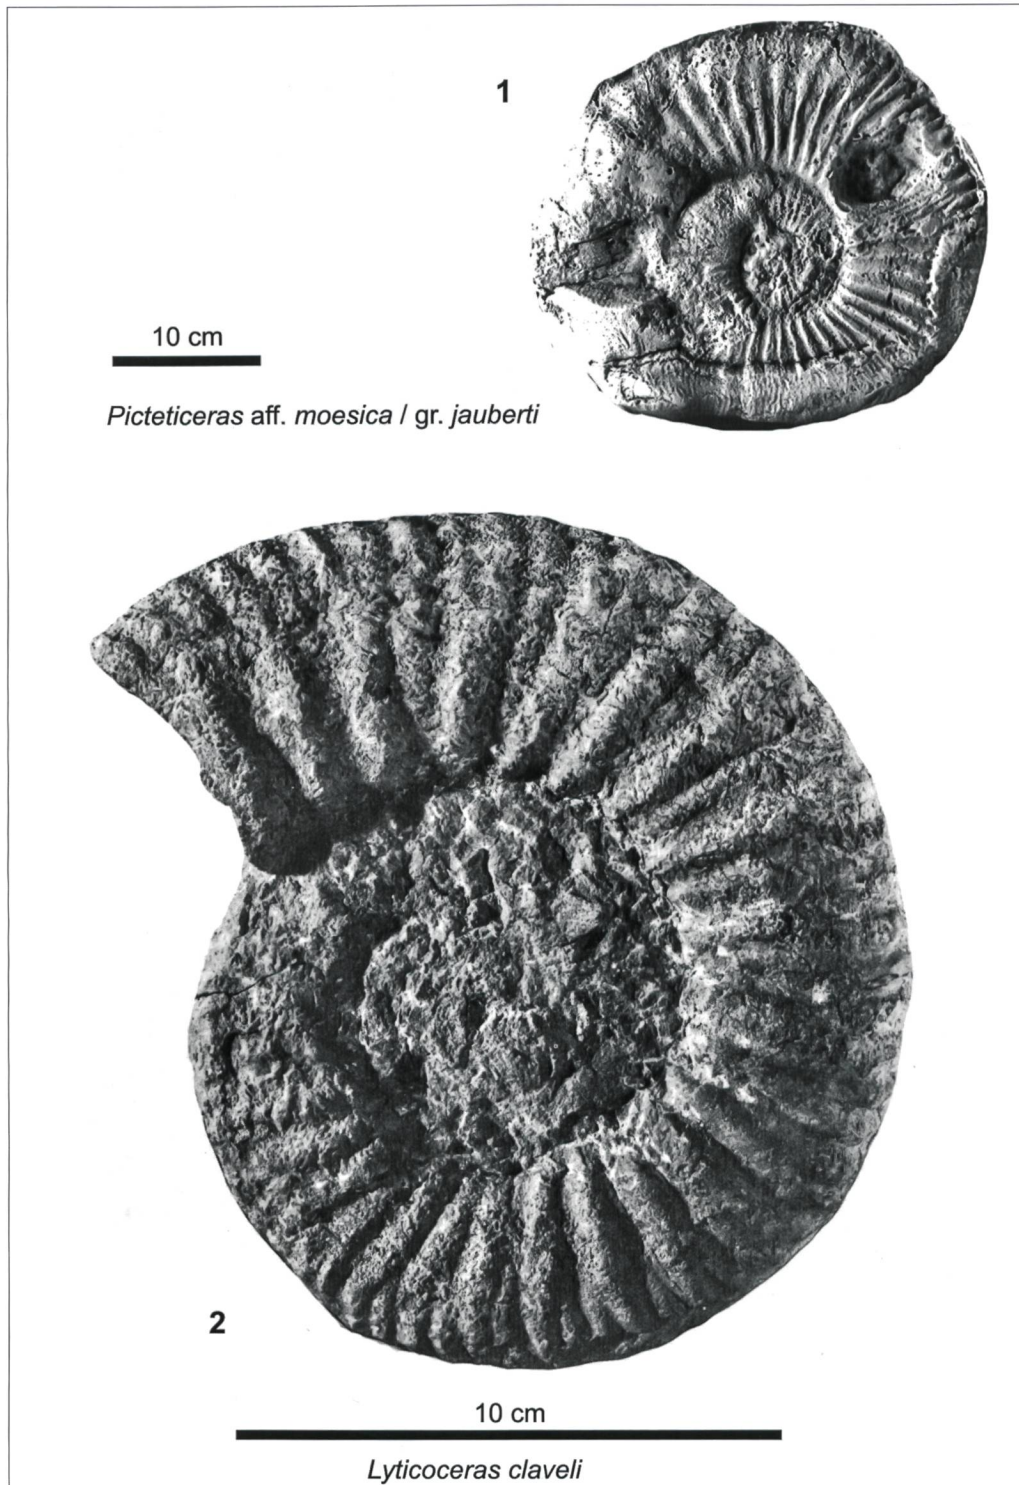 1
10 cm
Picteticeras aff. moesica / gr. jauberti
2
10 cm
Lyticoceras claveli